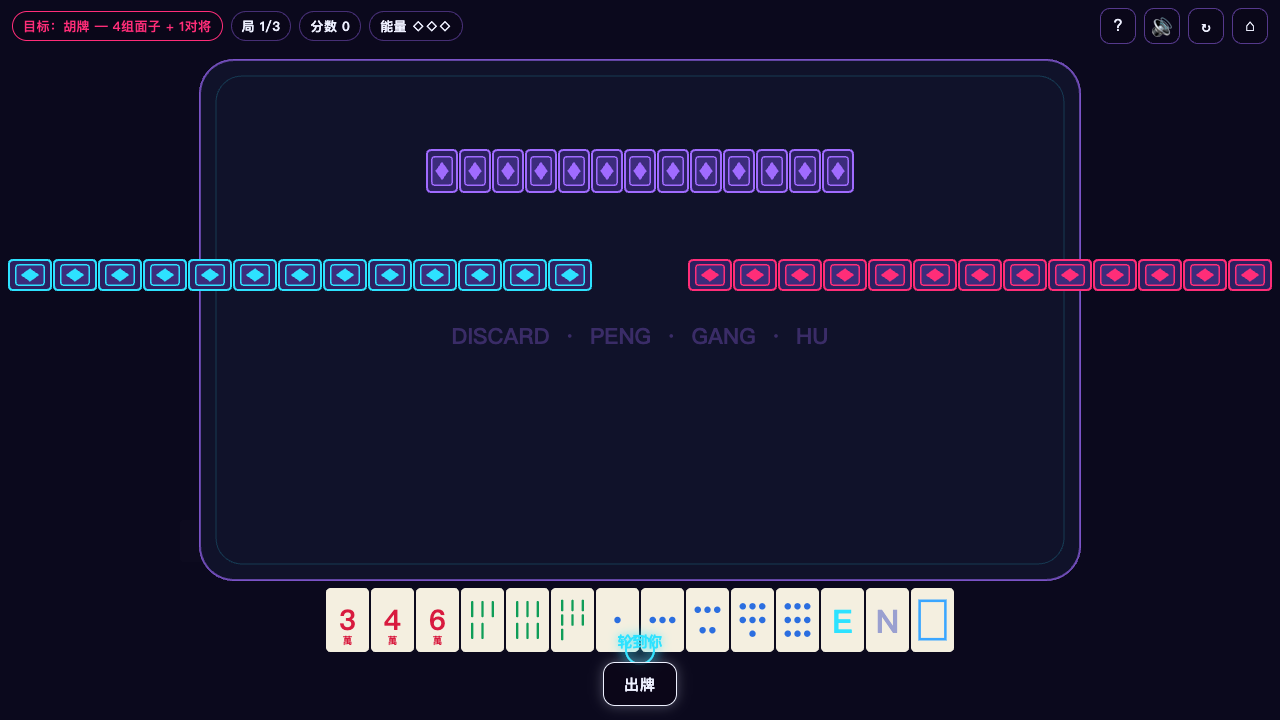 目标：胡牌 — 4组面子 + 1对将
局 1/3
分数 0
能量 ◇◇◇
?
DISCARD · PENG · GANG · HU
3 萬
4 萬
6 萬
E
N
轮到你
出牌